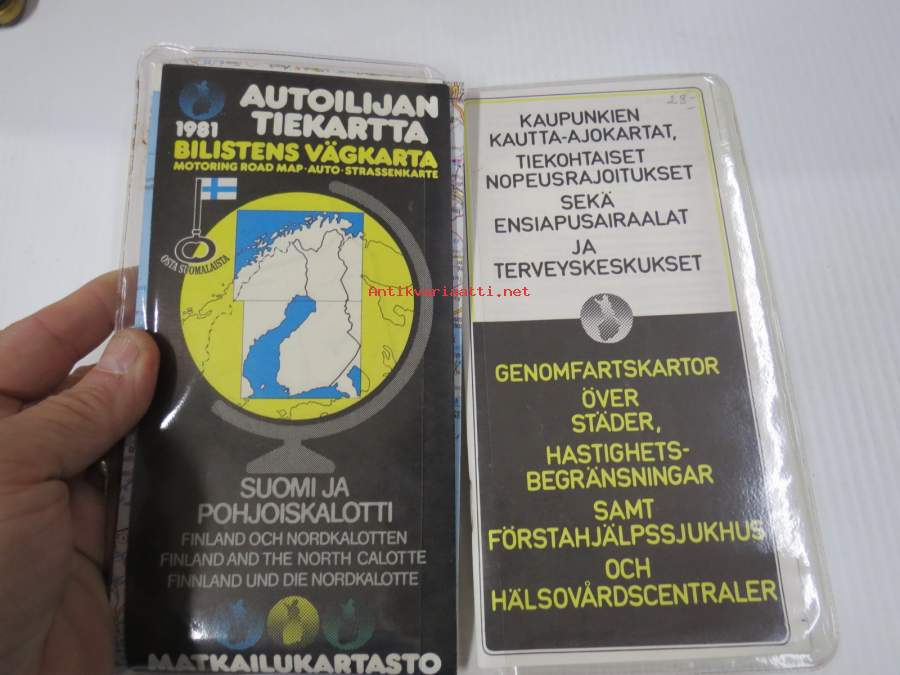 AUTOILIJAN
TIEKARTTA
1981
BILISTENS VÄGKARTA
MOTORING ROAD MAP·AUTO·STRASSENKARTE
OSTA SUOMALAISTA
SUOMI JA
POHJOISKALOTTI
FINLAND OCH NORDKALOTTEN
FINLAND AND THE NORTH CALOTTE
FINNLAND UND DIE NORDKALOTTE
MATKAILUKARTASTO
28:-
KAUPUNKIEN
KAUTTA-AJOKARTAT,
TIEKOHTAISET
NOPEUSRAJOITUKSET
SEKÄ
ENSIAPUSAIRAALAT
JA
TERVEYSKESKUKSET
GENOMFARTSKARTOR
ÖVER
STÄDER,
HASTIGHETS-
BEGRÄNSNINGAR
SAMT
FÖRSTAHJÄLPSSJUKHUS
OCH
HÄLSOVÅRDSCENTRALER
Antikvariaatti.net